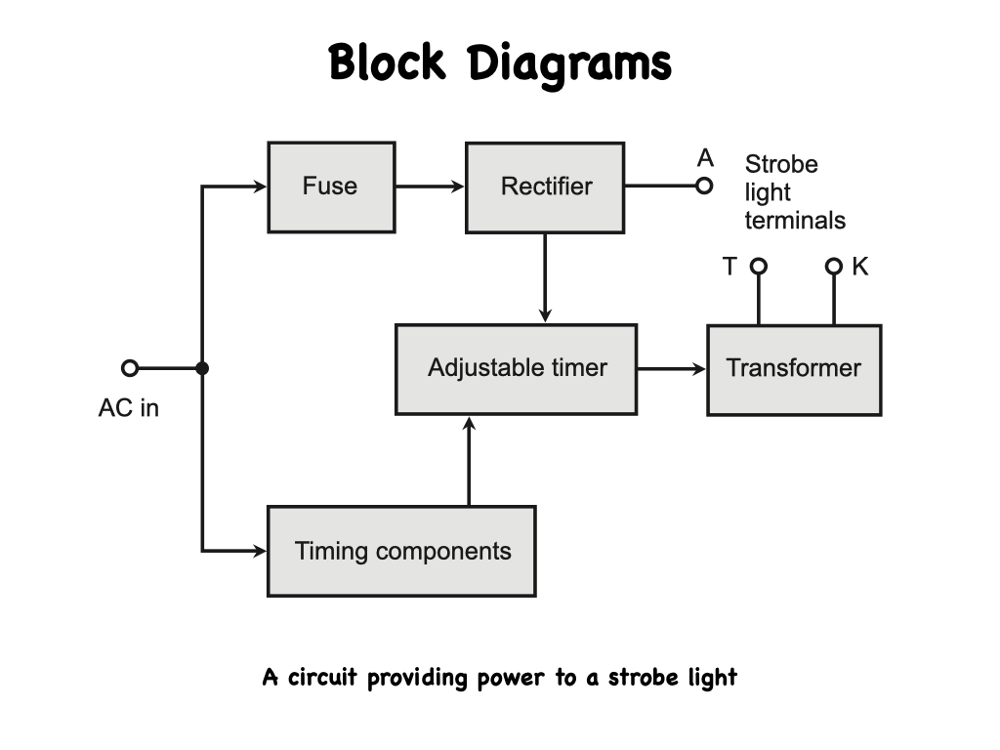 Block Diagrams
Fuse
Rectifier
A
Strobe
light
terminals
T
K
AC in
Adjustable timer
Transformer
Timing components
A circuit providing power to a strobe light